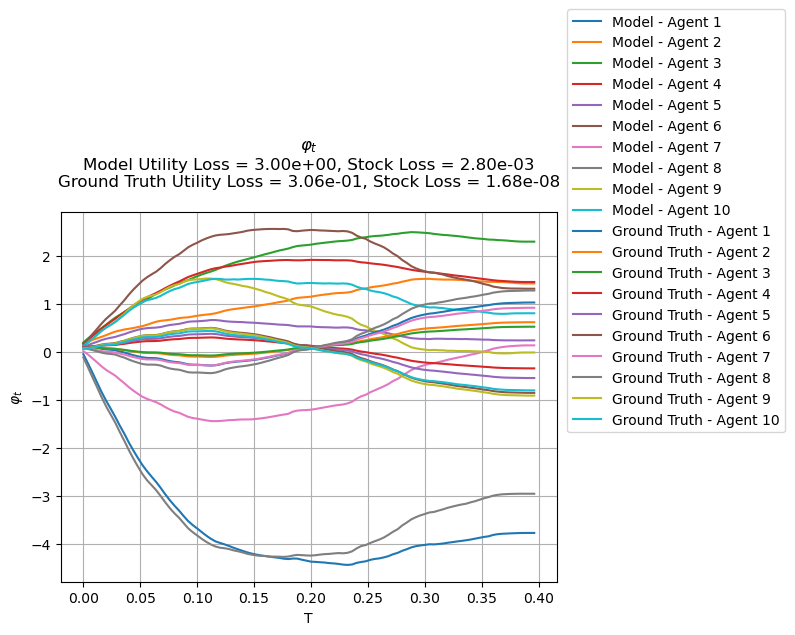 φt
Model Utility Loss = 3.00e+00, Stock Loss = 2.80e-03
Ground Truth Utility Loss = 3.06e-01, Stock Loss = 1.68e-08
φt
2
1
0
−1
−2
−3
−4
0.00 0.05 0.10 0.15 0.20 0.25 0.30 0.35 0.40
T
Model - Agent 1
Model - Agent 2
Model - Agent 3
Model - Agent 4
Model - Agent 5
Model - Agent 6
Model - Agent 7
Model - Agent 8
Model - Agent 9
Model - Agent 10
Ground Truth - Agent 1
Ground Truth - Agent 2
Ground Truth - Agent 3
Ground Truth - Agent 4
Ground Truth - Agent 5
Ground Truth - Agent 6
Ground Truth - Agent 7
Ground Truth - Agent 8
Ground Truth - Agent 9
Ground Truth - Agent 10